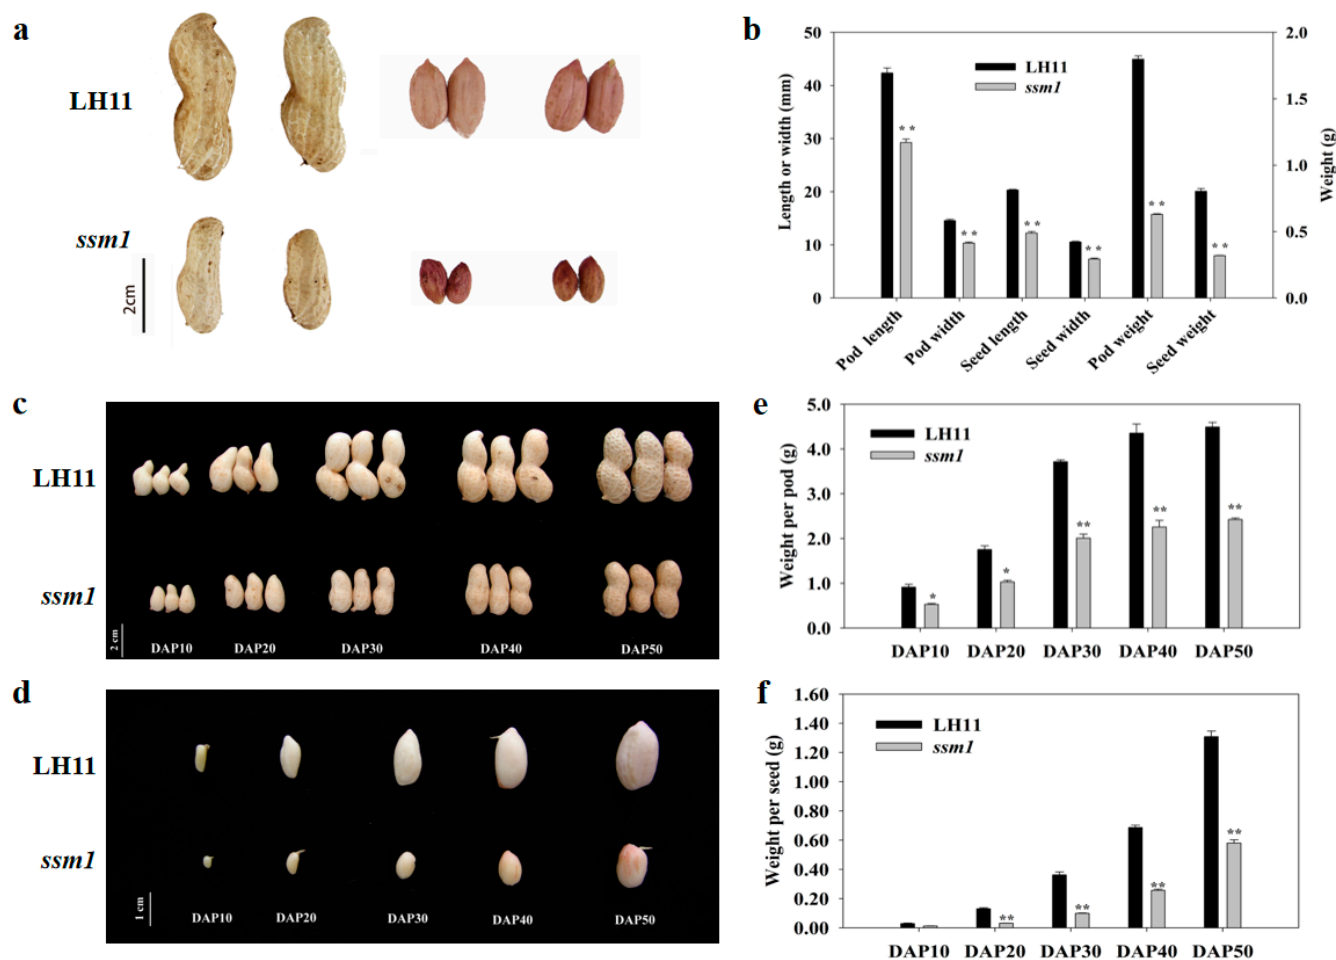 a
LH11
ssm1
2cm
b
50
40
30
20
10
0
Length or width (mm)
LH11
ssm1
2.0
1.5
1.0
0.5
0.0
Weight (g)
** ** ** ** ** **
Pod length
Pod width
Seed length
Seed width
Pod weight
Seed weight
c
LH11
ssm1
2 cm
DAP10 DAP20 DAP30 DAP40 DAP50
e
5.0
4.0
3.0
2.0
1.0
0.0
Weight per pod (g)
LH11
ssm1
* * ** ** **
DAP10 DAP20 DAP30 DAP40 DAP50
d
LH11
ssm1
1 cm
DAP10 DAP20 DAP30 DAP40 DAP50
f
1.60
1.40
1.20
1.00
0.80
0.60
0.40
0.20
0.00
Weight per seed (g)
LH11
ssm1
** ** ** **
DAP10 DAP20 DAP30 DAP40 DAP50